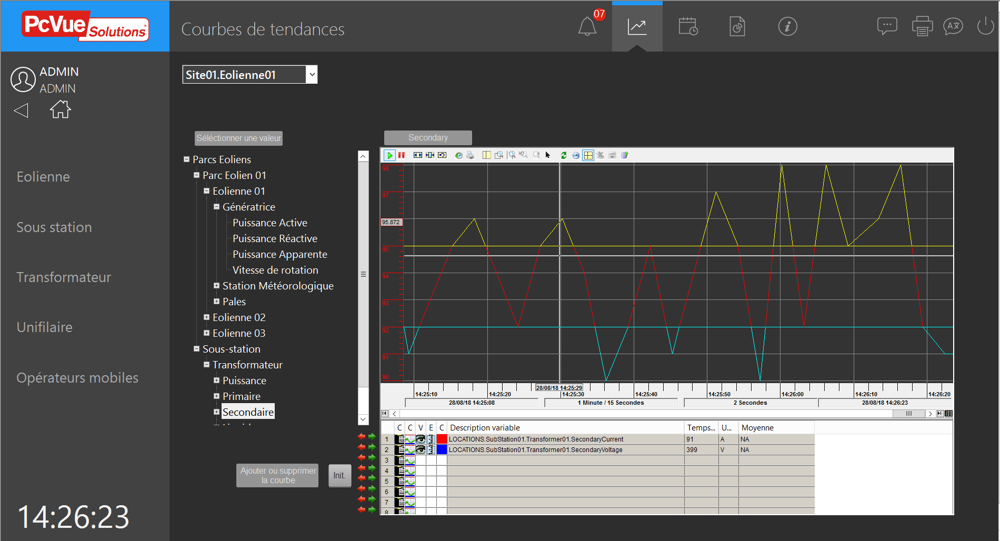 PcVue Solutions
Courbes de tendances
07
ADMIN
ADMIN
Eolienne
Sous station
Transformateur
Unifilaire
Opérateurs mobiles
14:26:23
Site01.Eolienne01
Séléctionner une valeur
Parcs Eoliens
Parc Eolien 01
Eolienne 01
Génératrice
Puissance Active
Puissance Réactive
Puissance Apparente
Vitesse de rotation
Station Météorologique
Pales
Eolienne 02
Eolienne 03
Sous-station
Transformateur
Puissance
Primaire
Secondaire
Ajouter ou supprimer
la courbe
Init.
Secondary
98
97
95.872
95
94
93
92
91
90
28/08/18 14:25:29
14:25:10 14:25:20 14:25:30 14:25:40 14:25:50 14:26:00 14:26:10 14:26:20
28/08/18 14:25:08 1 Minute / 15 Secondes 2 Secondes 28/08/18 14:26:23
C C V E C Description variable Temps... U... Moyenne
1 LOCATIONS.SubStation01.Transformer01.SecondaryCurrent 91 A NA
2 LOCATIONS.SubStation01.Transformer01.SecondaryVoltage 399 V NA
3
4
5
6
7
8